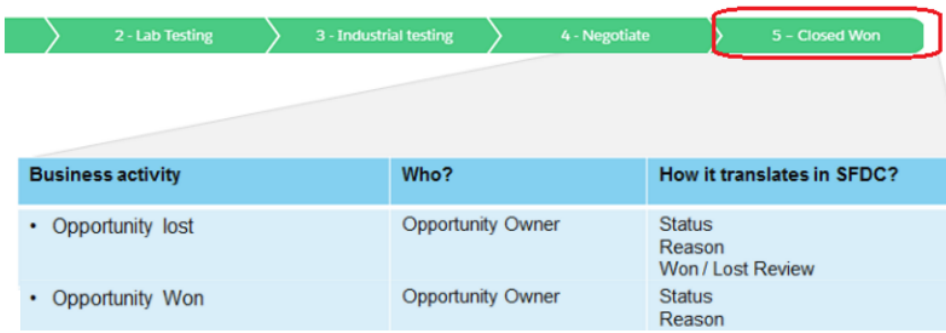 2 - Lab Testing 3 - Industrial testing 4 - Negotiate 5 – Closed Won
Business activity Who? How it translates in SFDC?
• Opportunity lost Opportunity Owner Status
Reason
Won / Lost Review
• Opportunity Won Opportunity Owner Status
Reason